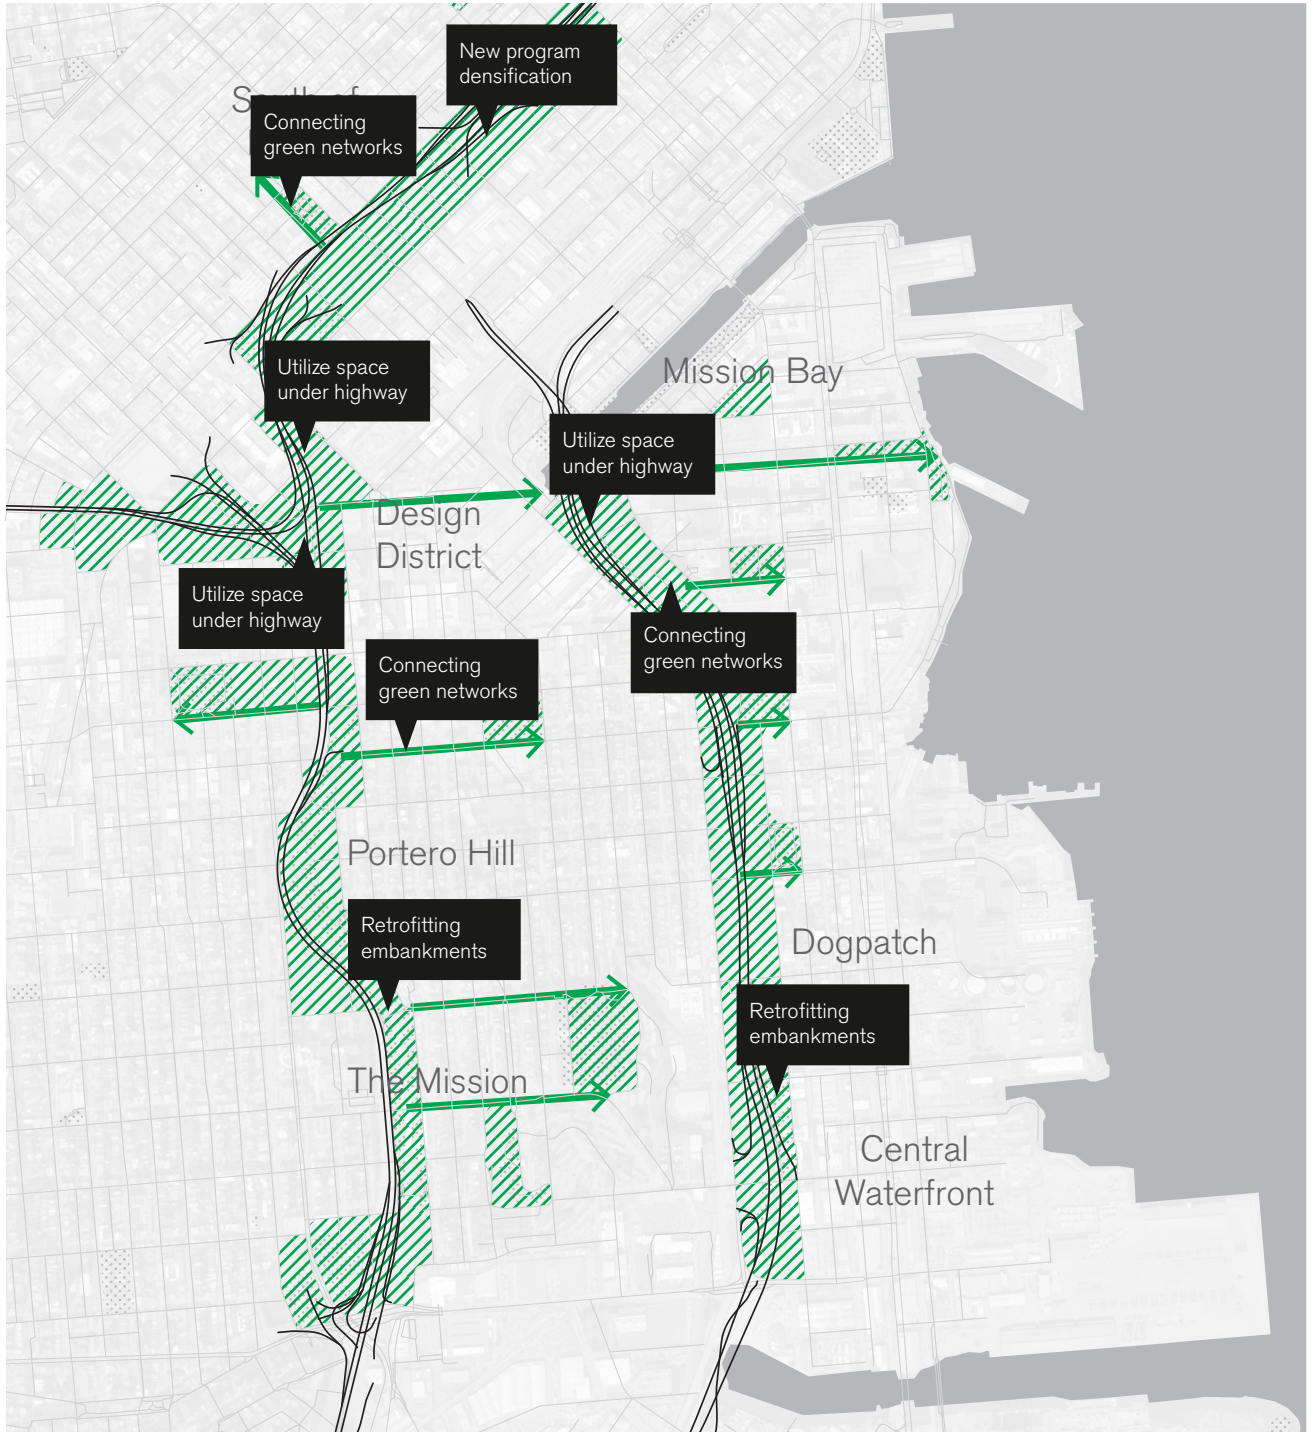 New program
densification
South of
Connecting
green networks
Utilize space
under highway
Mission Bay
Utilize space
under highway
Design
District
Utilize space
under highway
Connecting
green networks
Connecting
green networks
Portero Hill
Retrofitting
embankments
Dogpatch
Retrofitting
embankments
The Mission
Central
Waterfront